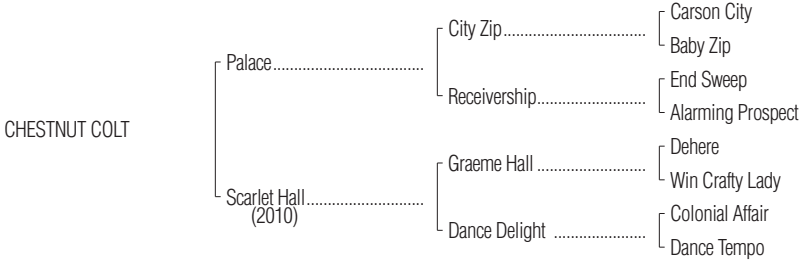 Carson City
City Zip
Baby Zip
Palace
End Sweep
Receivership
Alarming Prospect
CHESTNUT COLT
Dehere
Graeme Hall
Win Crafty Lady
Scarlet Hall
(2010)
Colonial Affair
Dance Delight
Dance Tempo